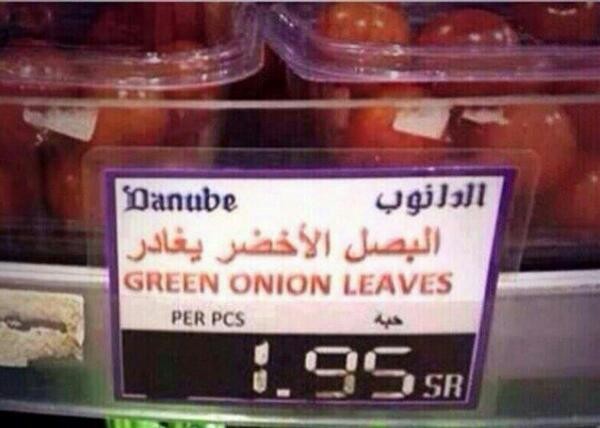 Danube الدانوب
البصل الأخضر يغادر
GREEN ONION LEAVES
PER PCS حبة
1.95 SR